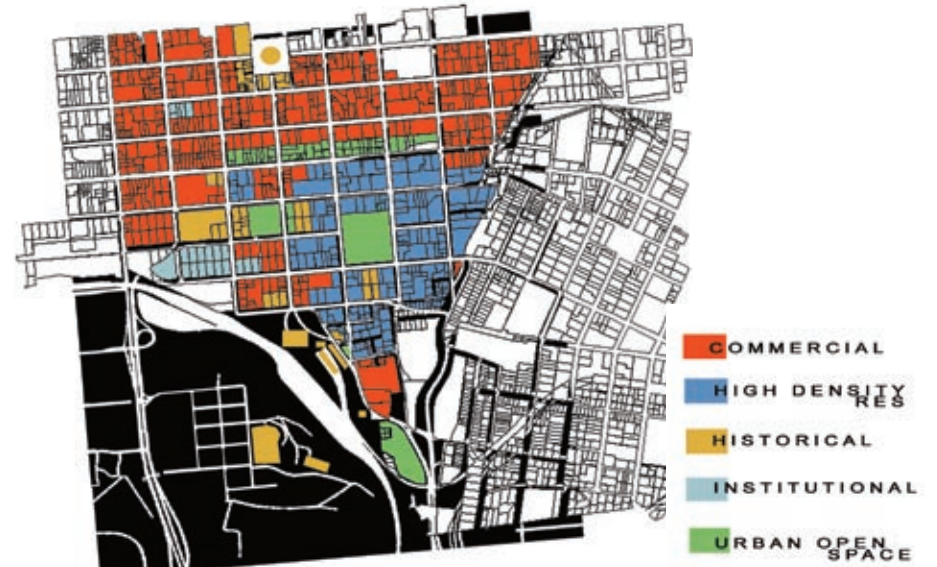 COMMERCIAL
HIGH DENSITY
RES
HISTORICAL
INSTITUTIONAL
URBAN OPEN
SPACE